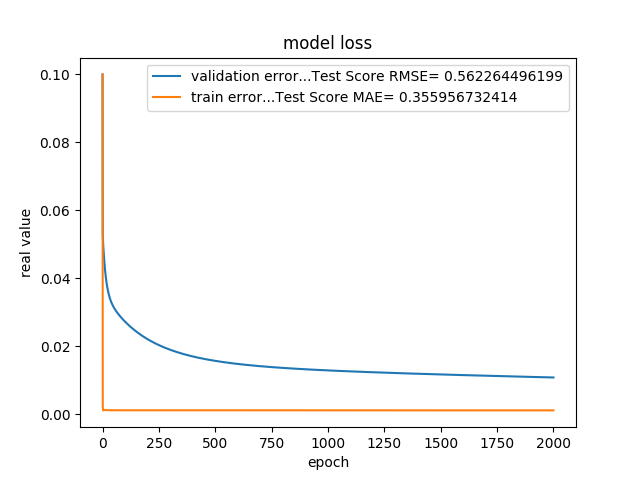 model loss
validation error...Test Score RMSE= 0.562264496199
train error...Test Score MAE= 0.355956732414
real value
0.10
0.08
0.06
0.04
0.02
0.00
0 250 500 750 1000 1250 1500 1750 2000
epoch